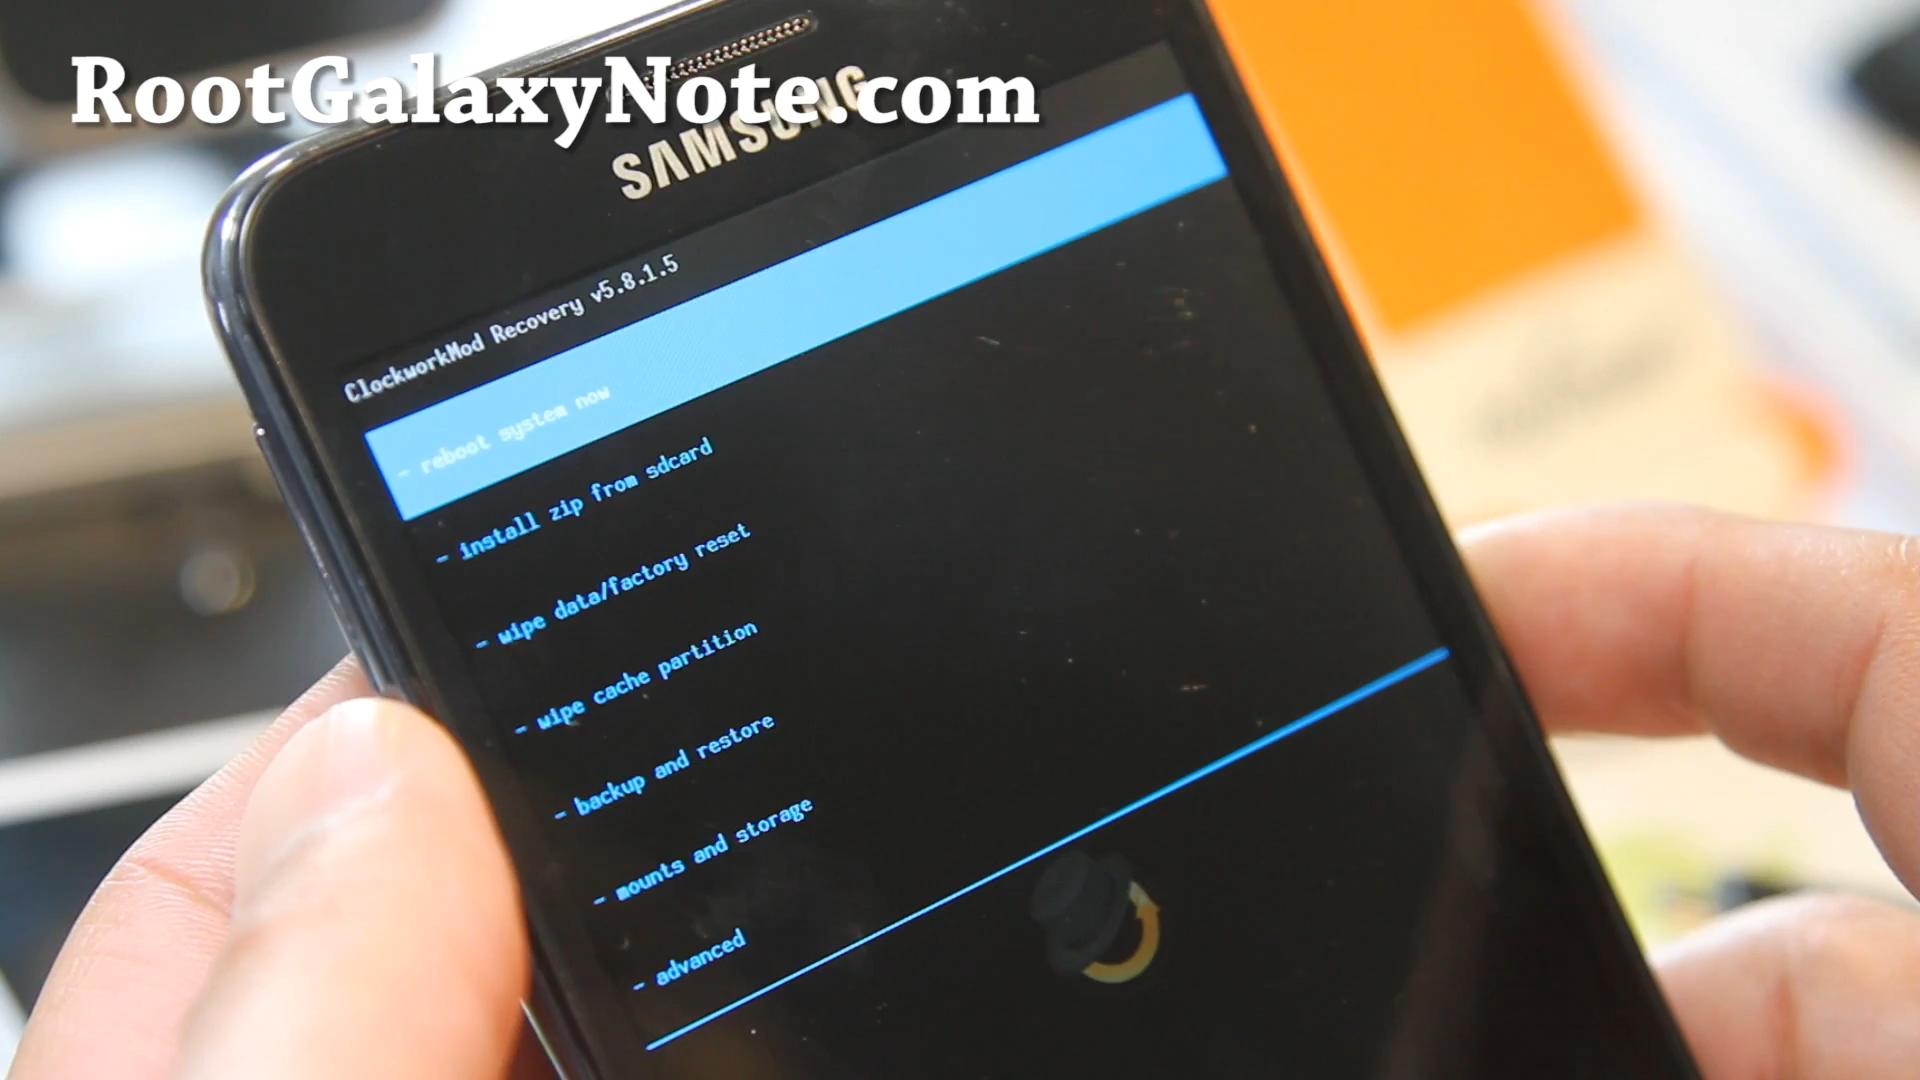 RootGalaxyNote.com
SAMSUNG
ClockworkMod Recovery v5.8.1.5
- reboot system now
- install zip from sdcard
- wipe data/factory reset
- wipe cache partition
- backup and restore
- mounts and storage
- advanced